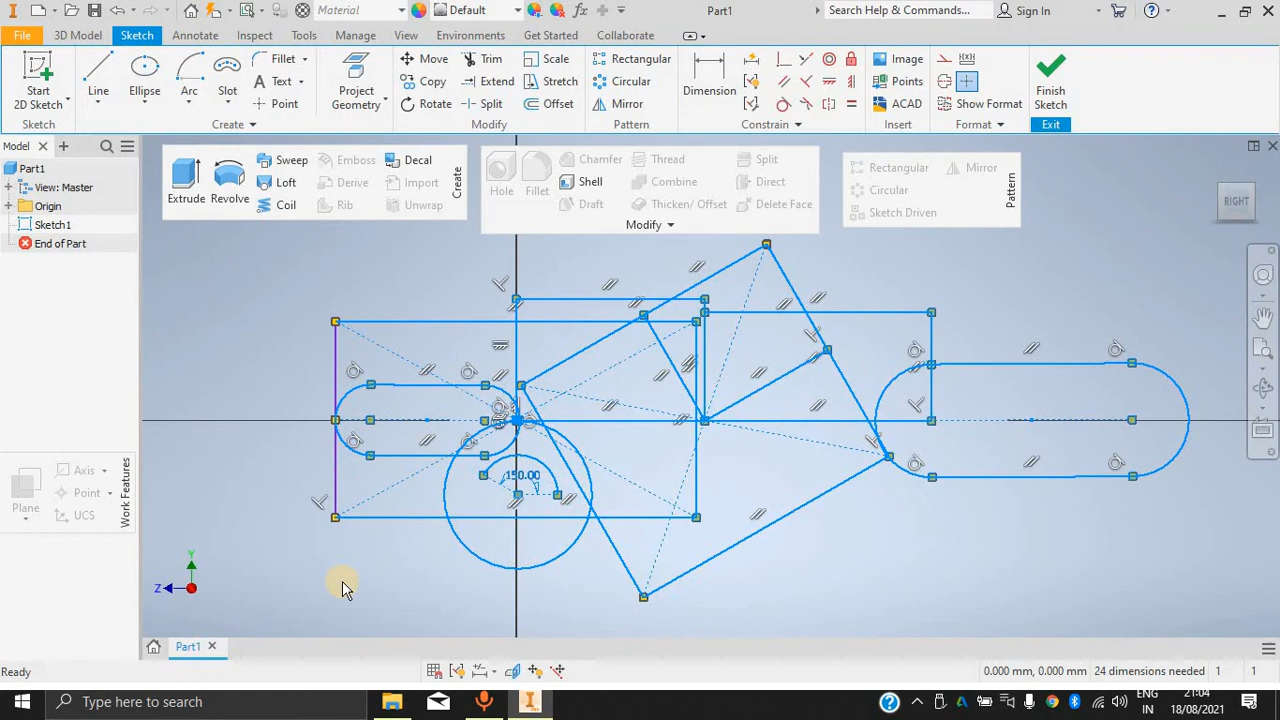 Material
Default
Part1
Search Help & Commands...
Sign In
File
3D Model
Sketch
Annotate
Inspect
Tools
Manage
View
Environments
Get Started
Collaborate
Start
2D Sketch
Line
Ellipse
Arc
Slot
Fillet
Text
Point
Project
Geometry
Move
Trim
Scale
Copy
Extend
Stretch
Rotate
Split
Offset
Rectangular
Circular
Mirror
Dimension
Image
Points
ACAD
Show Format
Finish
Sketch
Sketch
Create
Modify
Pattern
Constrain
Insert
Format
Exit
Model
Part1
View: Master
Origin
Sketch1
End of Part
Extrude
Revolve
Sweep
Loft
Coil
Emboss
Derive
Rib
Decal
Import
Unwrap
Create
Hole
Fillet
Chamfer
Shell
Draft
Thread
Combine
Thicken/ Offset
Split
Direct
Delete Face
Modify
Rectangular
Mirror
Circular
Sketch Driven
Pattern
RIGHT
150.00
Plane
Axis
Point
UCS
Work Features
Y
Z
Part1
Ready
0.000 mm, 0.000 mm
24 dimensions needed
1
1
Type here to search
ENG
IN
21:04
18/08/2021